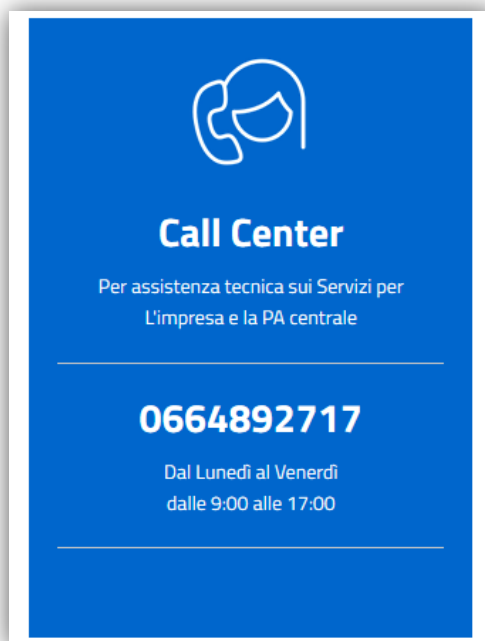 Call Center
Per assistenza tecnica sui Servizi per
L'impresa e la PA centrale
0664892717
Dal Lunedì al Venerdì
dalle 9:00 alle 17:00